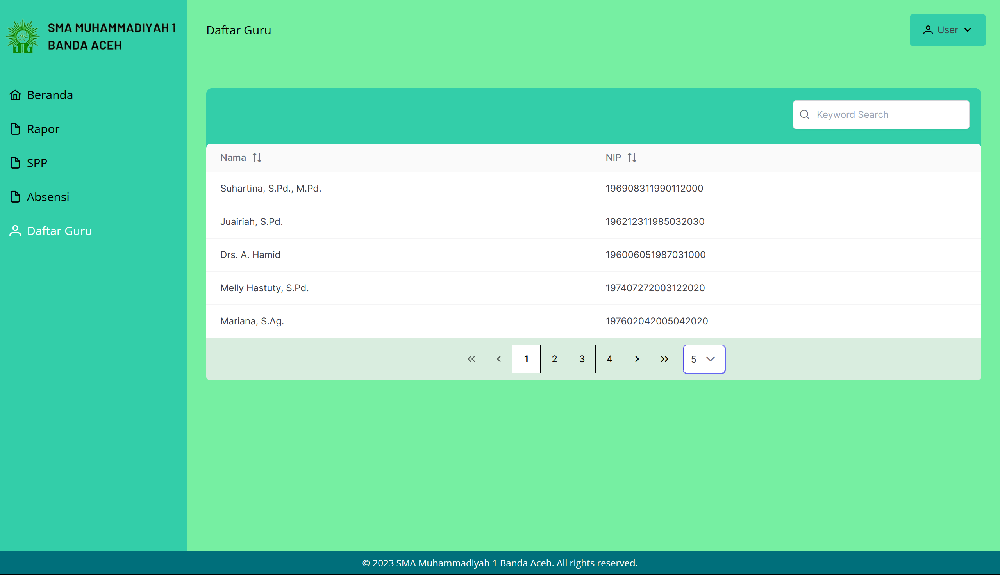 SMA MUHAMMADIYAH 1
BANDA ACEH
Beranda
Rapor
SPP
Absensi
Daftar Guru
Daftar Guru
User
Keyword Search
Nama NIP
Suhartina, S.Pd., M.Pd. 196908311990112000
Juairiah, S.Pd. 196212311985032030
Drs. A. Hamid 196006051987031000
Melly Hastuty, S.Pd. 197407272003122020
Mariana, S.Ag. 197602042005042020
1 2 3 4 5
© 2023 SMA Muhammadiyah 1 Banda Aceh. All rights reserved.